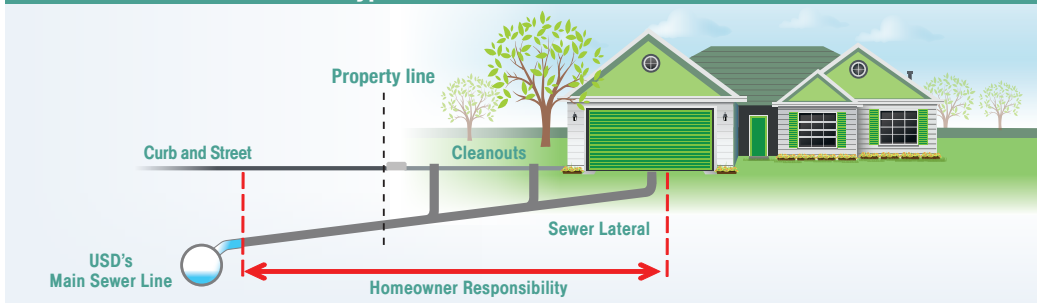 Property line
Curb and Street
Cleanouts
Sewer Lateral
USD's
Main Sewer Line
Homeowner Responsibility